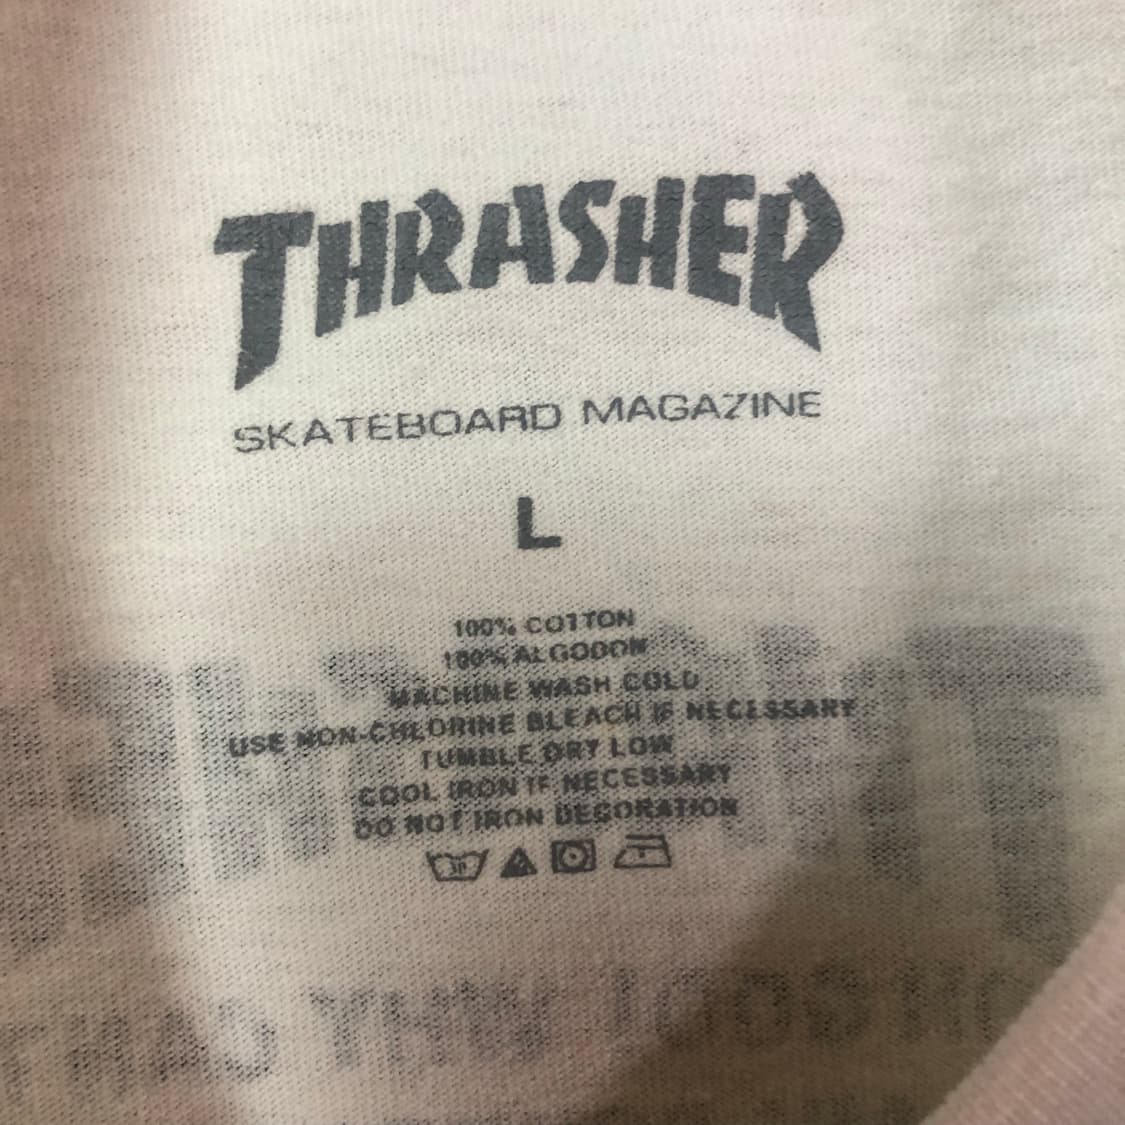 THRASHER
SKATEBOARD MAGAZINE
L
100% COTTON
100% ALGODON
MACHINE WASH COLD
USE NON-CHLORINE BLEACH IF NECESSARY
TUMBLE DRY LOW
COOL IRON IF NECESSARY
DO NOT IRON DECORATION